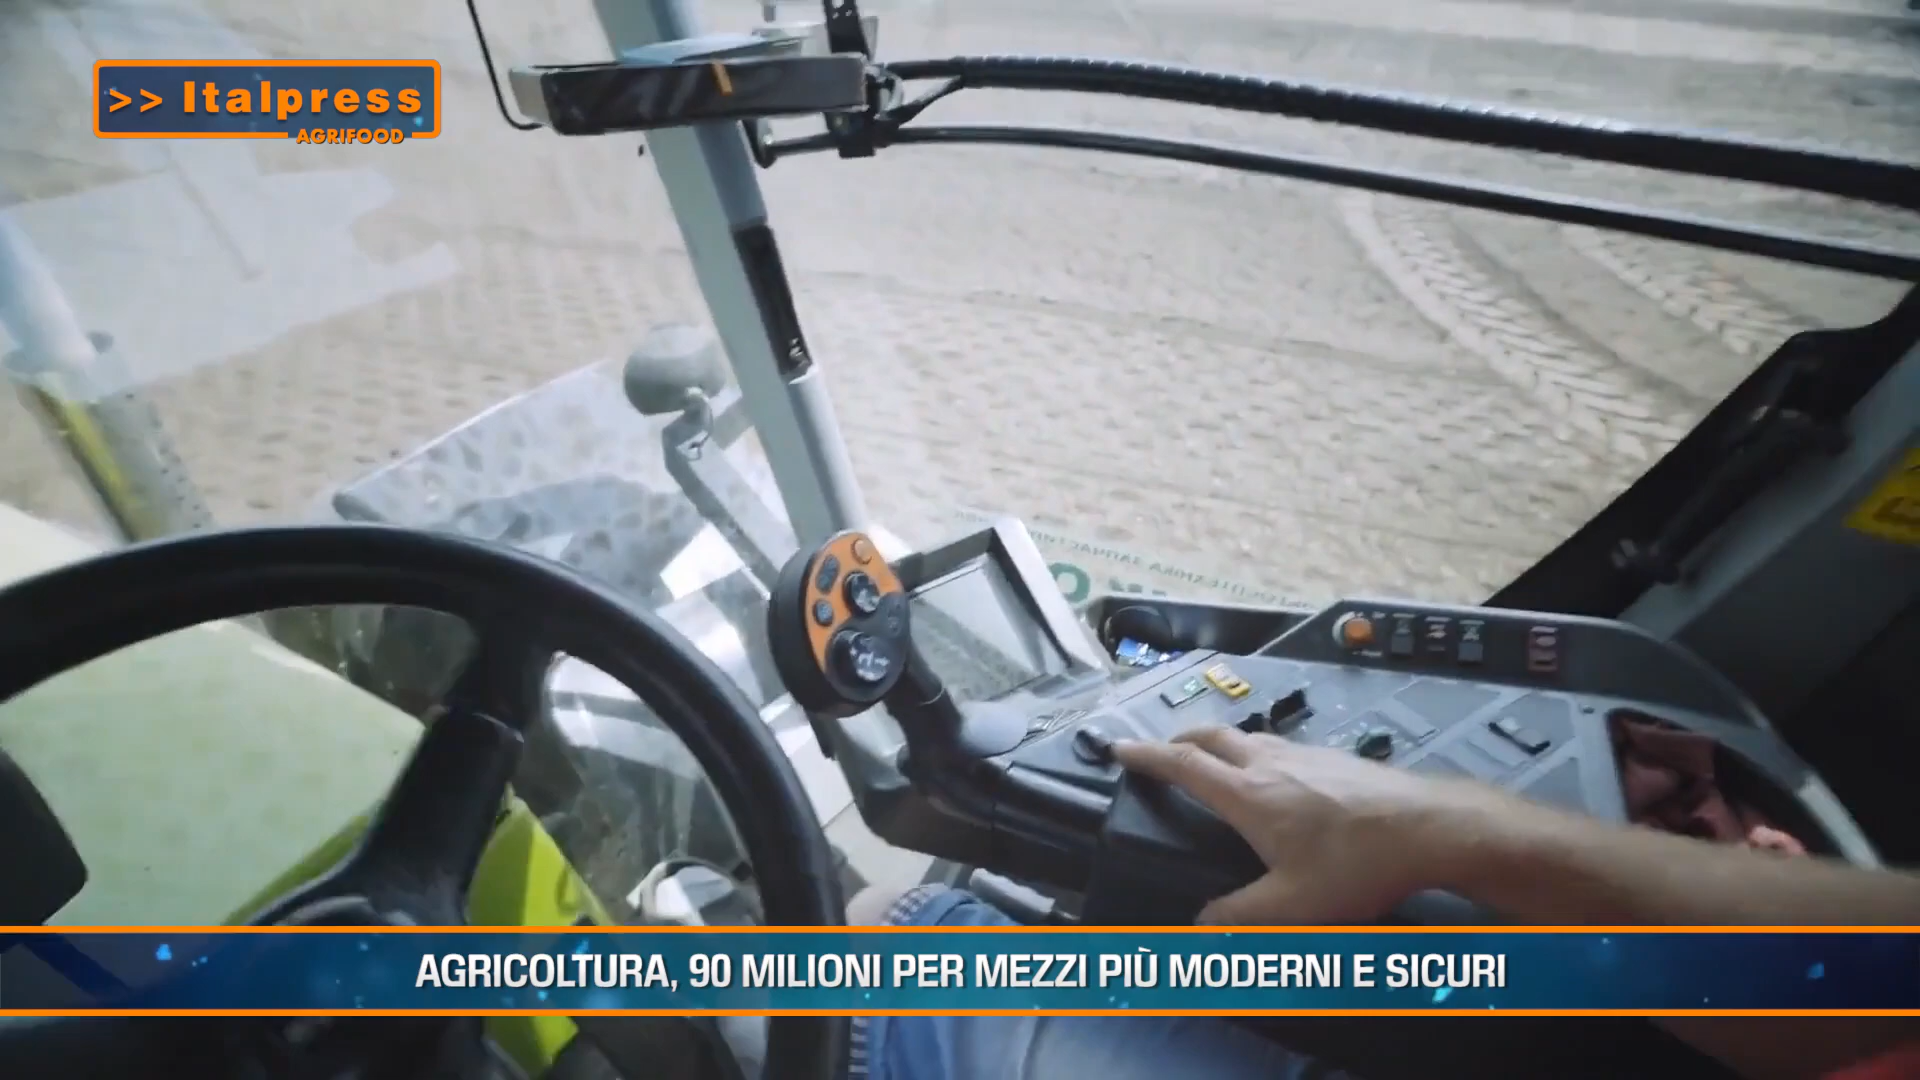 >> Italpress
AGRIFOOD
AGRICOLTURA, 90 MILIONI PER MEZZI PIÙ MODERNI E SICURI